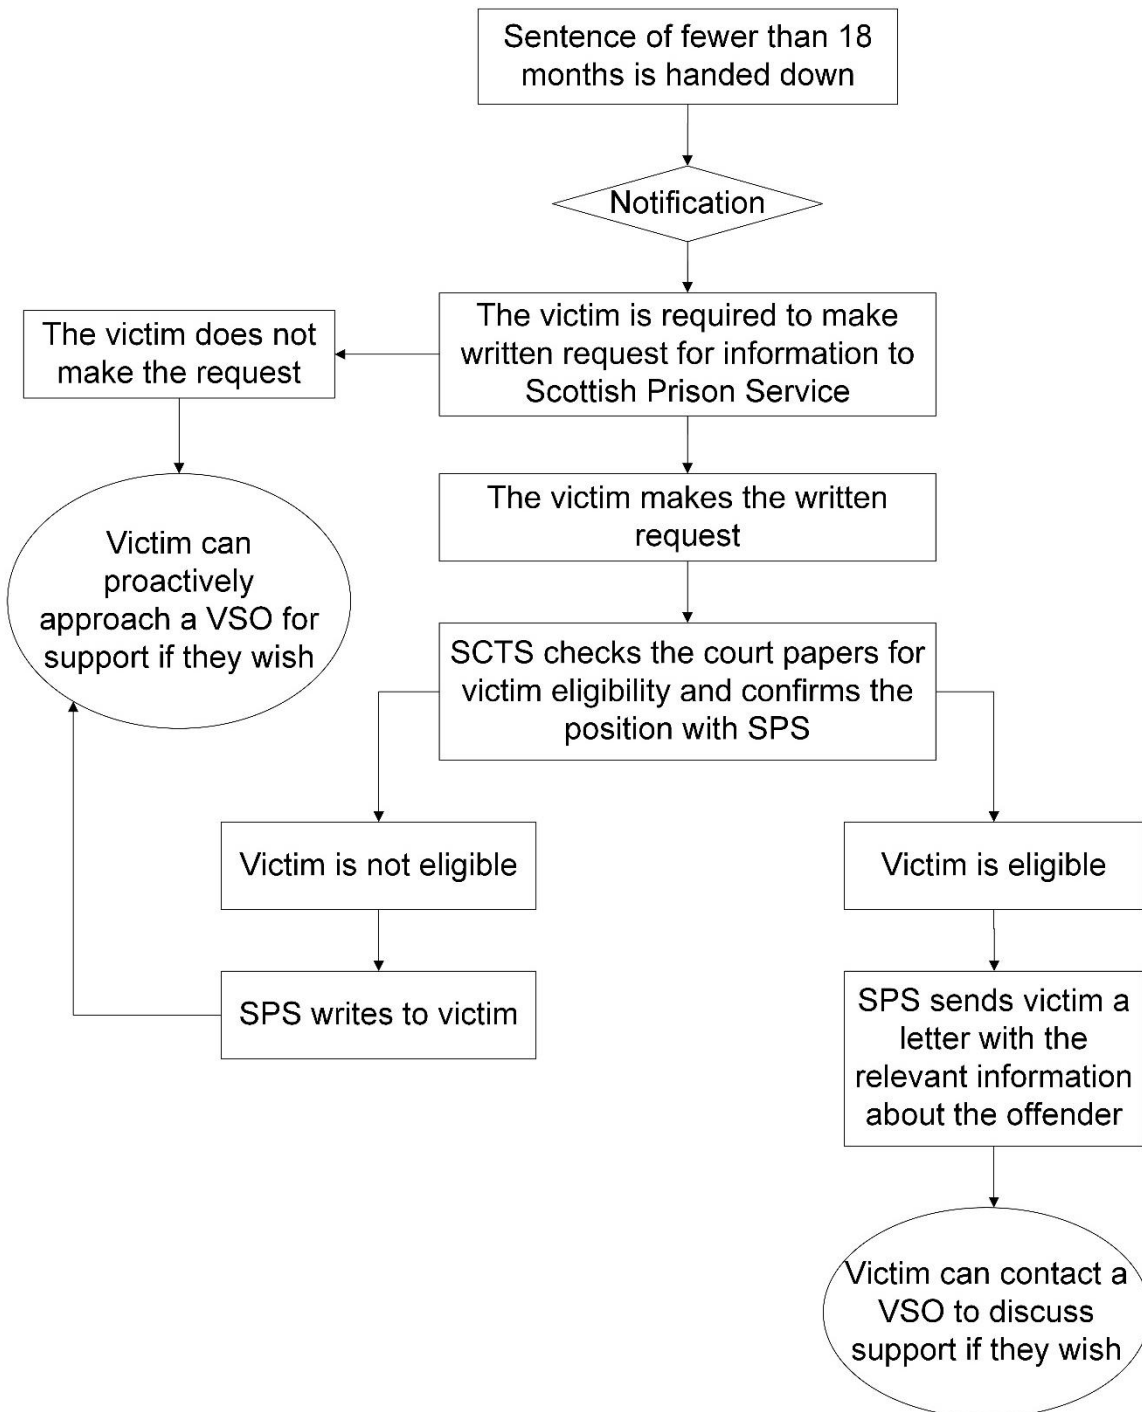 Sentence of fewer than 18
months is handed down
Notification
The victim is required to make
written request for information to
Scottish Prison Service
The victim does not
make the request
The victim makes the written
request
Victim can
proactively
approach a VSO for
support if they wish
SCTS checks the court papers for
victim eligibility and confirms the
position with SPS
Victim is not eligible
Victim is eligible
SPS writes to victim
SPS sends victim a
letter with the
relevant information
about the offender
Victim can contact a
VSO to discuss
support if they wish